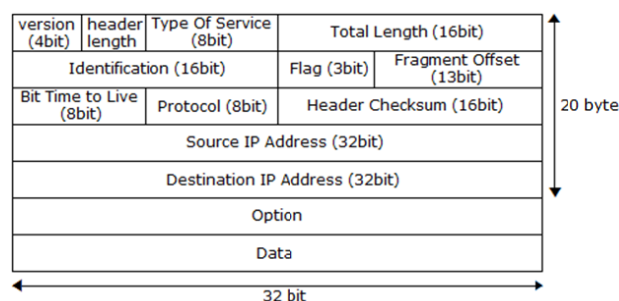 version header Type Of Service Total Length (16bit)
(4bit) length (8bit)
Identification (16bit) Flag (3bit) Fragment Offset
(13bit)
Bit Time to Live Protocol (8bit) Header Checksum (16bit)
(8bit)
20 byte
Source IP Address (32bit)
Destination IP Address (32bit)
Option
Data
32 bit